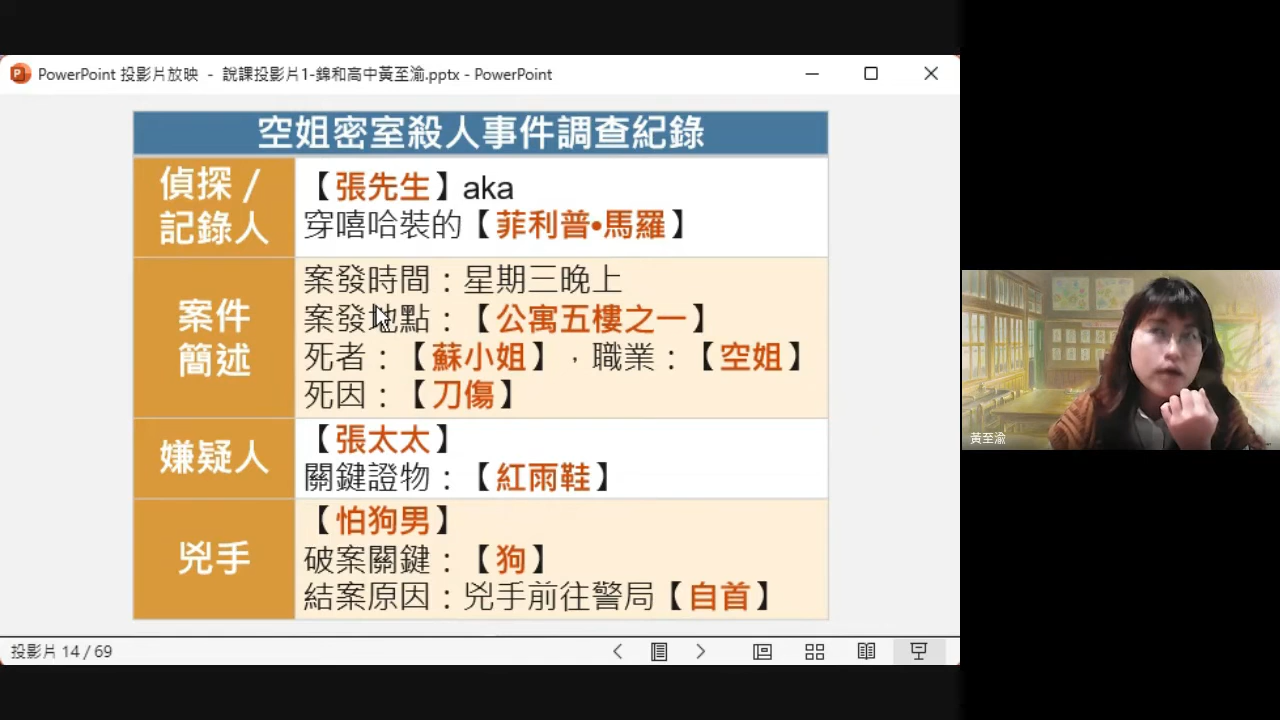 PowerPoint 投影片放映 - 說課投影片1-錦和高中黃至渝.pptx - PowerPoint
空姐密室殺人事件調查紀錄
偵探 /
記錄人
【張先生】aka
穿嘻哈裝的【菲利普•馬羅】
案件
簡述
案發時間：星期三晚上
案發地點：【公寓五樓之一】
死者：【蘇小姐】，職業：【空姐】
死因：【刀傷】
嫌疑人
【張太太】
關鍵證物：【紅雨鞋】
兇手
【怕狗男】
破案關鍵：【狗】
結案原因：兇手前往警局【自首】
投影片 14 / 69
黃至渝